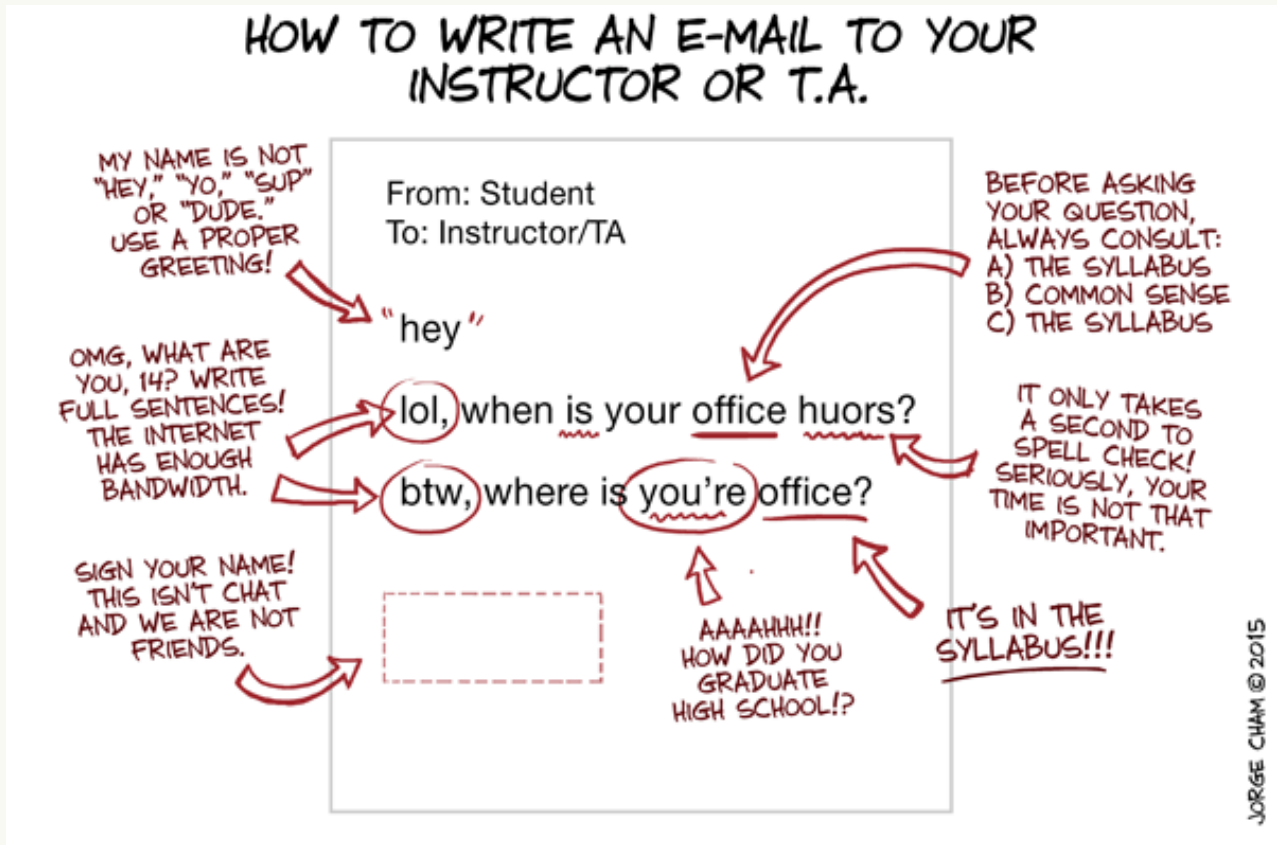 HOW TO WRITE AN E-MAIL TO YOUR
INSTRUCTOR OR T.A.
MY NAME IS NOT
"HEY," "YO," "SUP"
OR "DUDE."
USE A PROPER
GREETING!
From: Student
To: Instructor/TA
BEFORE ASKING
YOUR QUESTION,
ALWAYS CONSULT:
A) THE SYLLABUS
B) COMMON SENSE
C) THE SYLLABUS
"hey"
OMG, WHAT ARE
YOU, 14? WRITE
FULL SENTENCES!
THE INTERNET
HAS ENOUGH
BANDWIDTH.
lol, when is your office huors?
btw, where is you're office?
IT ONLY TAKES
A SECOND TO
SPELL CHECK!
SERIOUSLY, YOUR
TIME IS NOT THAT
IMPORTANT.
SIGN YOUR NAME!
THIS ISN'T CHAT
AND WE ARE NOT
FRIENDS.
AAAAHHH!!
HOW DID YOU
GRADUATE
HIGH SCHOOL!?
IT'S IN THE
SYLLABUS!!!
JORGE CHAM © 2015